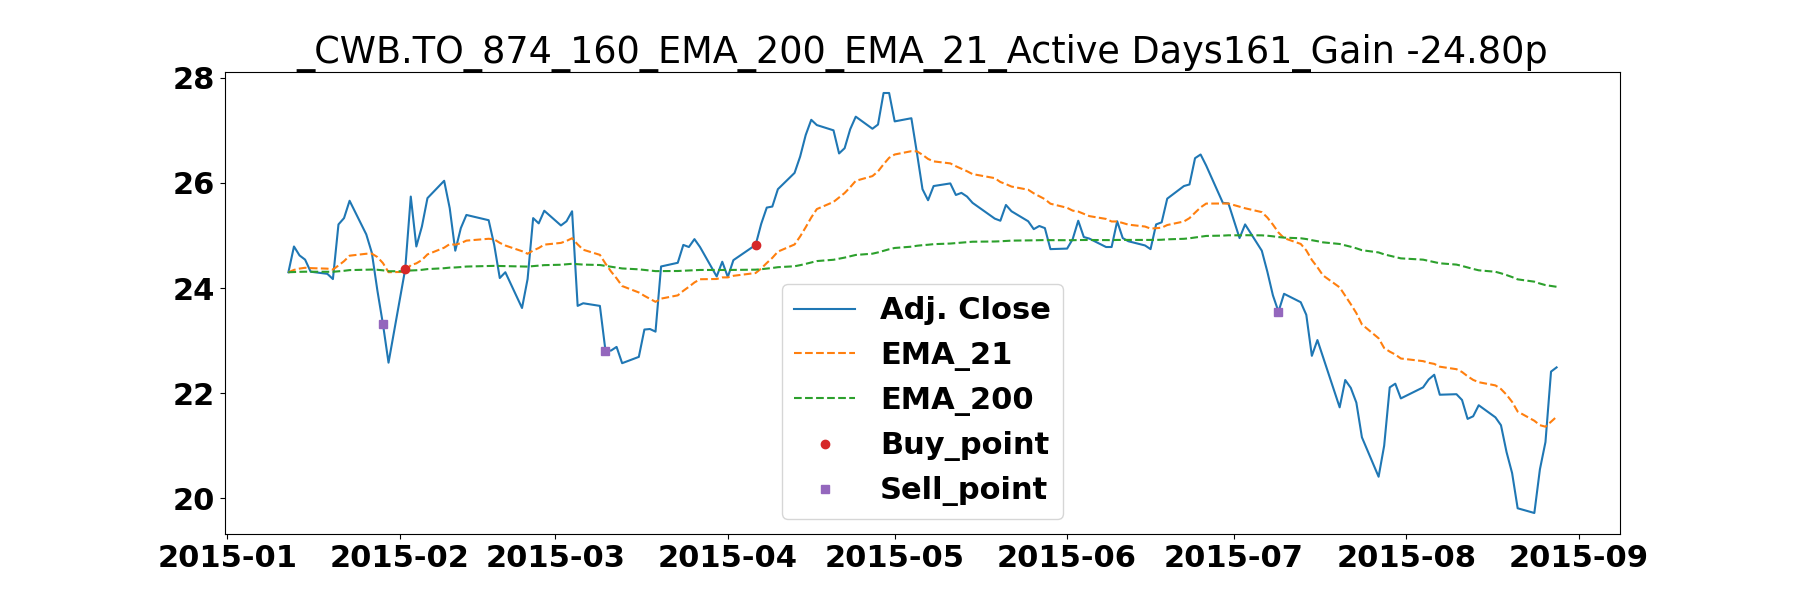 _CWB.TO_874_160_EMA_200_EMA_21_Active Days161_Gain -24.80p
28
26
24
22
20
Adj. Close
EMA_21
EMA_200
Buy_point
Sell_point
2015-01 2015-02 2015-03 2015-04 2015-05 2015-06 2015-07 2015-08 2015-09